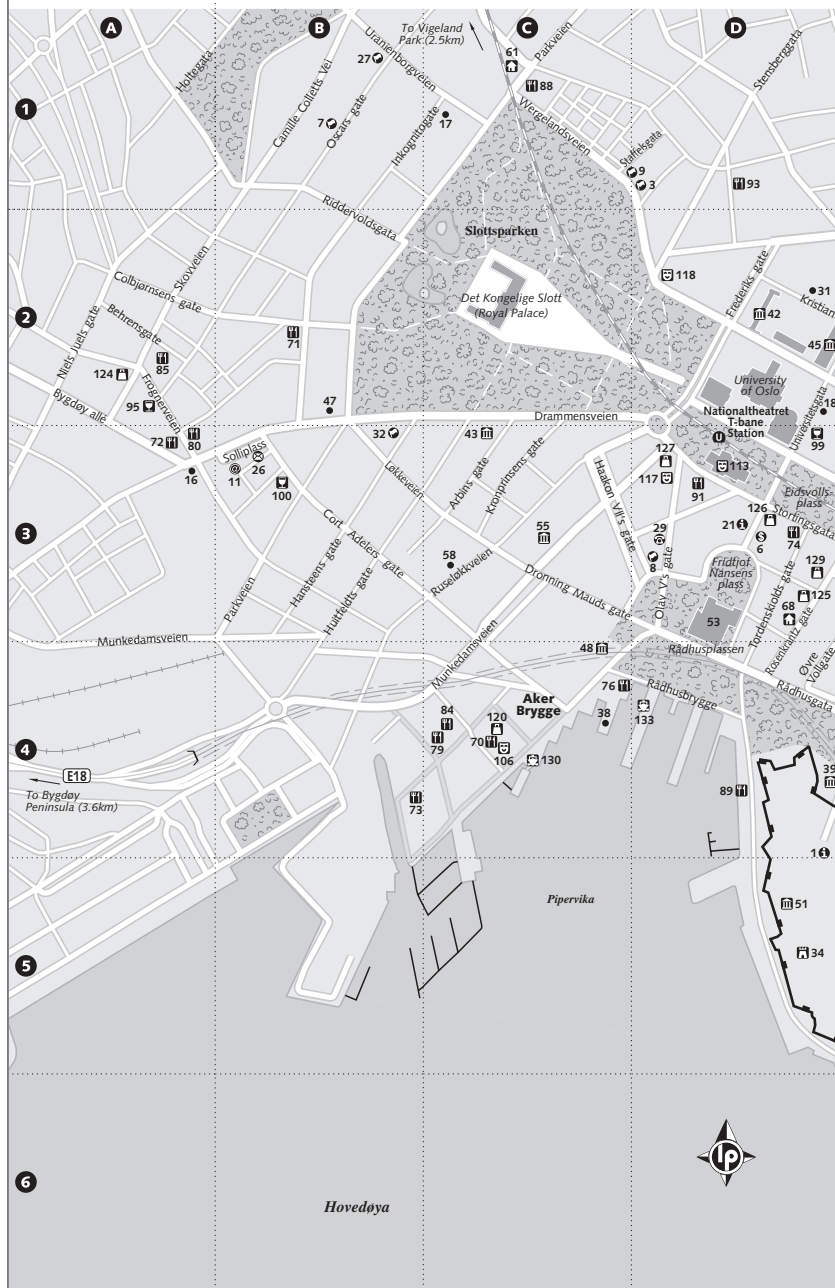 A
B
C
D
1
2
3
4
5
6
To Vigeland
Park (2.5km)
61
Parkveien
88
27
Uranienborgveien
Holtegata
Camille Colletts Vei
7
Oscars gate
Inkognitogate
17
Wergelandsveien
Stensberggata
Staffelsgata
9
3
93
Riddervoldsgata
Slottsparken
118
Skovveien
Colbjørnsens gate
Det Kongelige Slott
(Royal Palace)
Frederiks gate
31
Kristian
42
Behrensgate
Niels Juels gate
71
45
85
124
University
of Oslo
Frognerveien
95
47
Bygdøy allé
Drammensveien
Nationaltheatret
T-bane
Station
U
18
Universitetsgata
99
72
80
Solliplass
32
43
127
113
16
11
26
100
Løkkeveien
Arbins gate
Kronprinsens gate
Haakon VII's gate
117
91
Eidsvolls-
plass
126
Stortingsgata
21
6
74
Cort Adelers gate
55
29
8
Fridtjof
Nansens
plass
129
58
Ruseløkkveien
Dronning Mauds gate
Olav V's gate
125
68
Tordenskiolds gate
Rosenkrantz gate
Parkveien
Hansteens gate
Huitfeldts gate
53
Munkedamsveien
Munkedamsveien
48
Rådhusplassen
Øvre
Vollgate
Rådhusgata
76
Rådhusbrygge
Aker
Brygge
84
120
38
133
79
70
106
130
39
E18
To Bygdøy
Peninsula (3.6km)
73
89
1
Pipervika
51
34
lp
Hovedøya